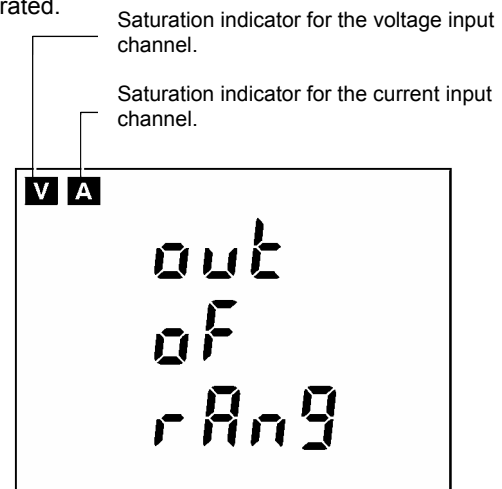 rated.
Saturation indicator for the voltage input
channel.
Saturation indicator for the current input
channel.
V A
out
oF
rAng